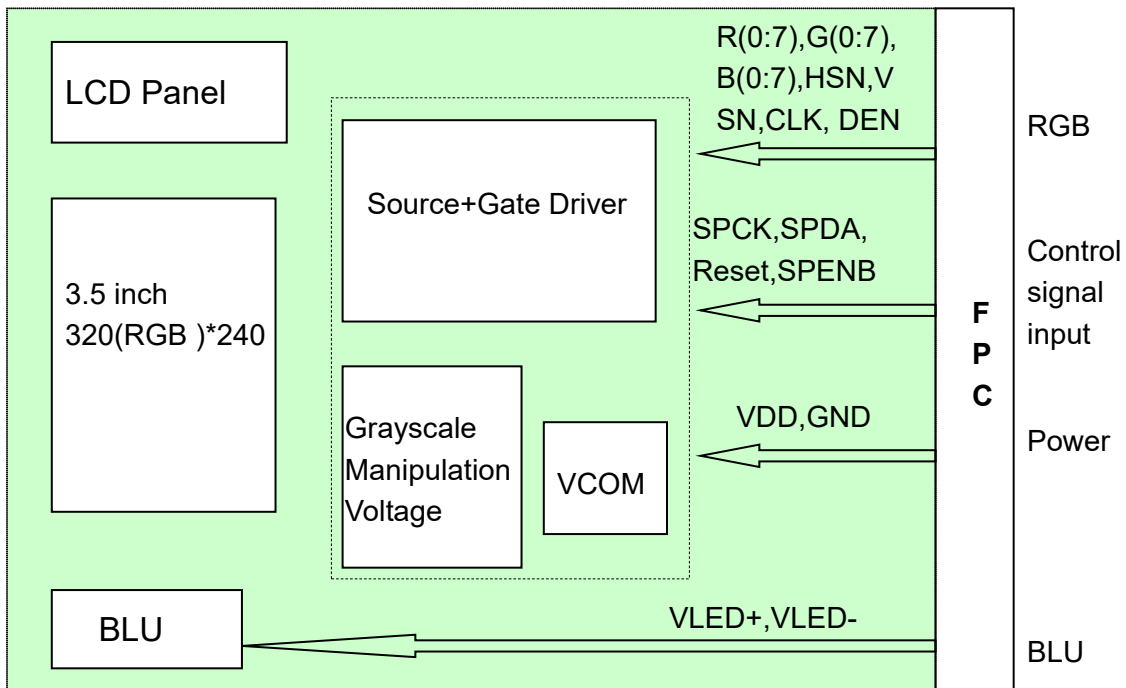 LCD Panel
3.5 inch
320(RGB )*240
BLU
Source+Gate Driver
Grayscale
Manipulation
Voltage
VCOM
R(0:7),G(0:7),
B(0:7),HSN,V
SN,CLK, DEN
SPCK,SPDA,
Reset,SPENB
VDD,GND
VLED+,VLED-
F
P
C
RGB
Control
signal
input
Power
BLU